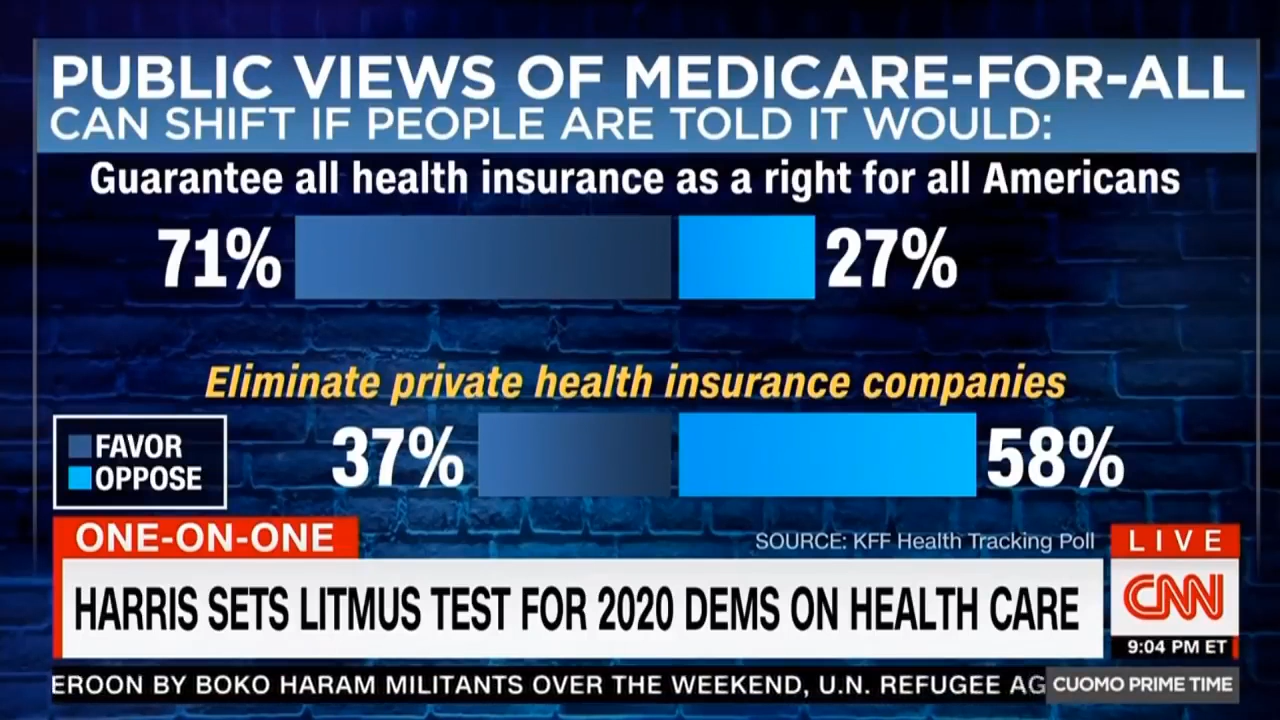 PUBLIC VIEWS OF MEDICARE-FOR-ALL
CAN SHIFT IF PEOPLE ARE TOLD IT WOULD:
Guarantee all health insurance as a right for all Americans
71% 27%
Eliminate private health insurance companies
37% 58%
FAVOR
OPPOSE
ONE-ON-ONE
SOURCE: KFF Health Tracking Poll
LIVE
HARRIS SETS LITMUS TEST FOR 2020 DEMS ON HEALTH CARE
CNN
9:04 PM ET
EROON BY BOKO HARAM MILITANTS OVER THE WEEKEND, U.N. REFUGEE AG
CUOMO PRIME TIME